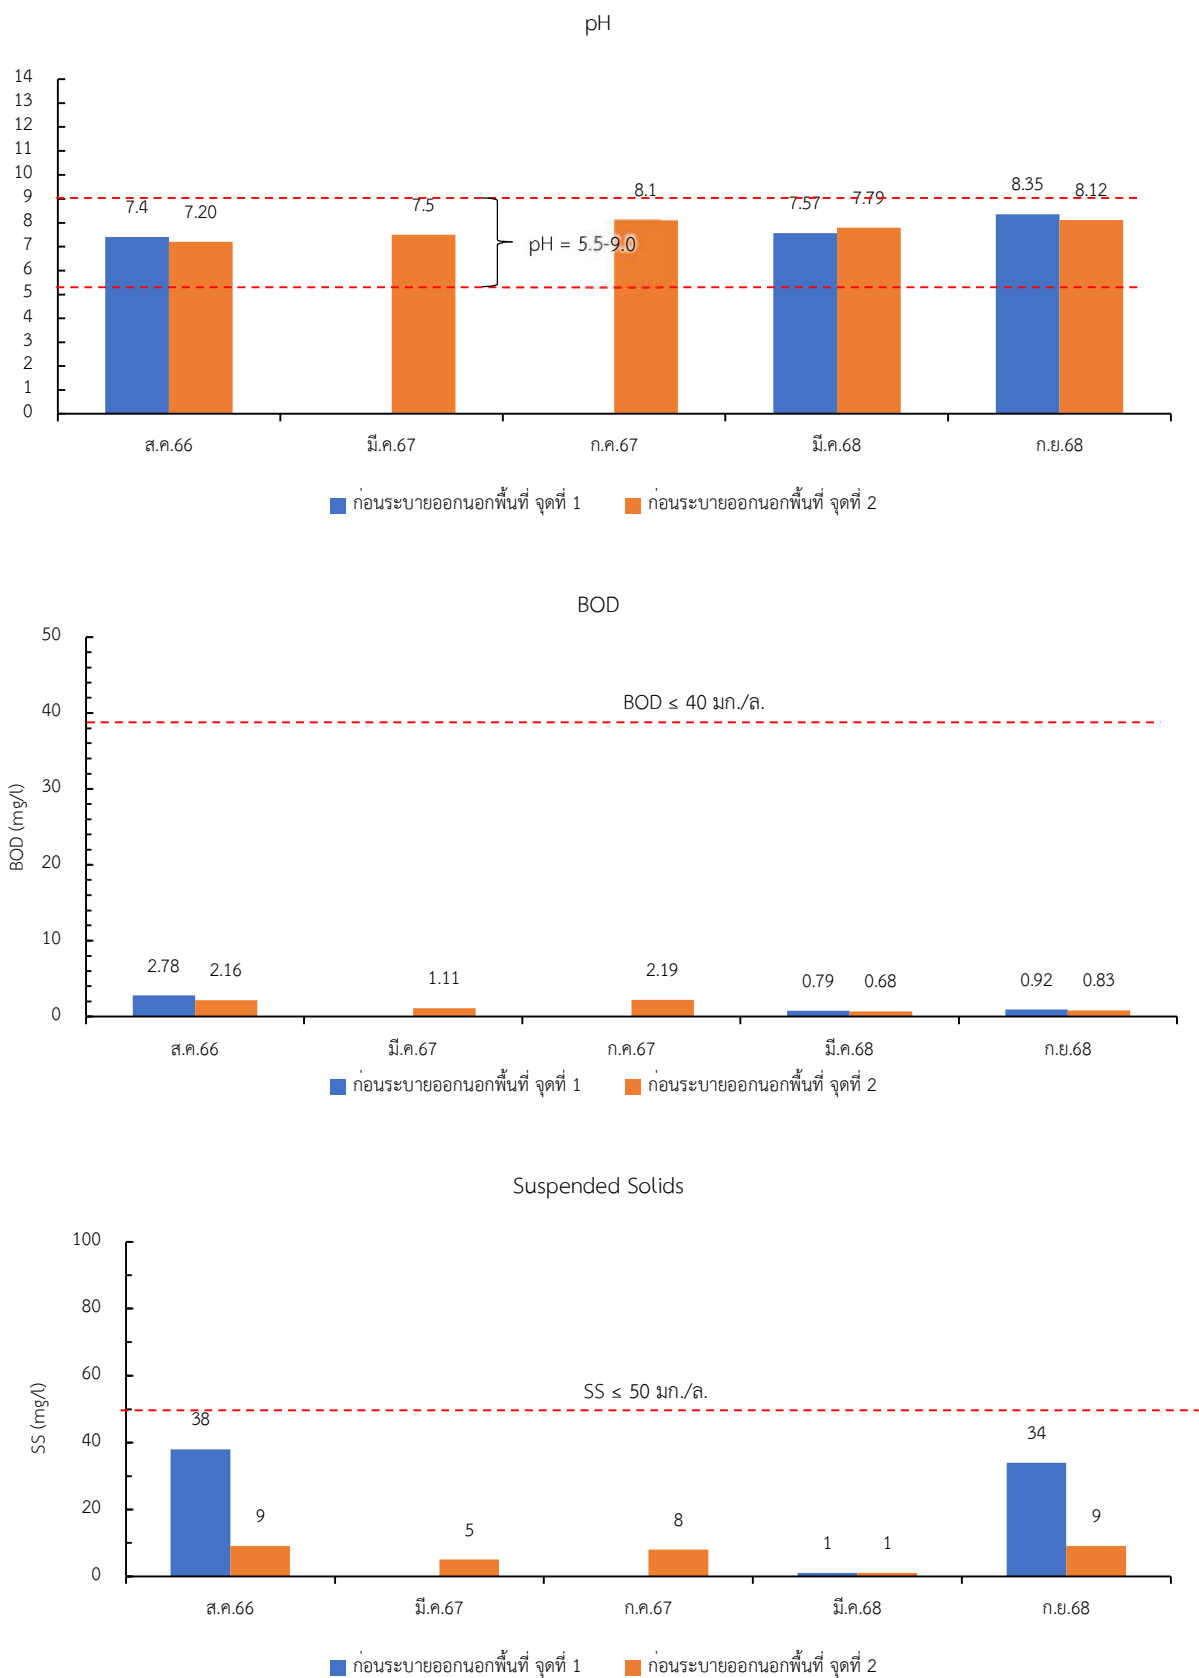 pH
14
13
12
11
10
9
8
7
6
5
4
3
2
1
0
7.4
7.20
7.5
8.1
7.57
7.79
8.35
8.12
pH = 5.5-9.0
ส.ค.66 มี.ค.67 ก.ค.67 มี.ค.68 ก.ย.68
ก่อนระบายออกนอกพื้นที่ จุดที่ 1 ก่อนระบายออกนอกพื้นที่ จุดที่ 2
BOD
BOD (mg/l)
50
40
30
20
10
0
BOD ≤ 40 มก./ล.
2.78 2.16 1.11 2.19 0.79 0.68 0.92 0.83
ส.ค.66 มี.ค.67 ก.ค.67 มี.ค.68 ก.ย.68
ก่อนระบายออกนอกพื้นที่ จุดที่ 1 ก่อนระบายออกนอกพื้นที่ จุดที่ 2
Suspended Solids
SS (mg/l)
100
80
60
40
20
0
SS ≤ 50 มก./ล.
38 9 5 8 1 1 34 9
ส.ค.66 มี.ค.67 ก.ค.67 มี.ค.68 ก.ย.68
ก่อนระบายออกนอกพื้นที่ จุดที่ 1 ก่อนระบายออกนอกพื้นที่ จุดที่ 2